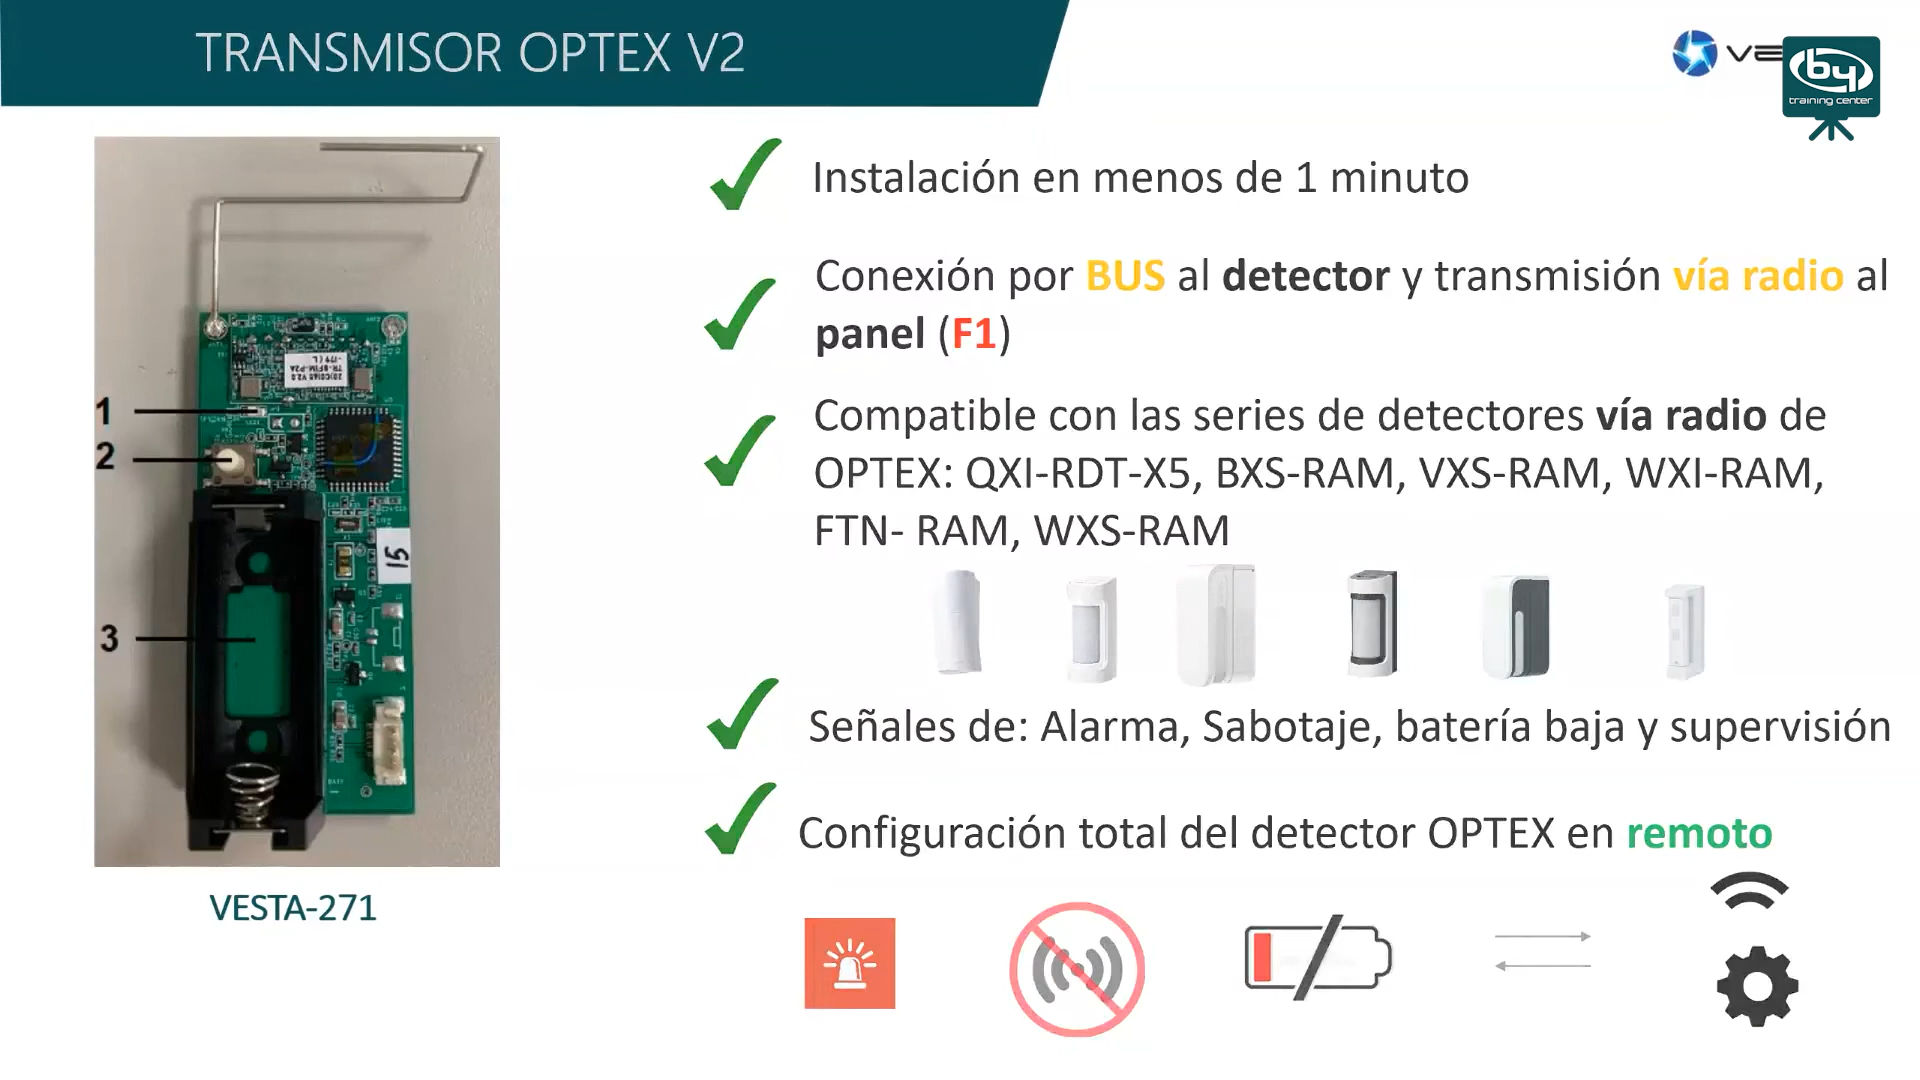 TRANSMISOR OPTEX V2
VE
by
training center
Instalación en menos de 1 minuto
Conexión por BUS al detector y transmisión vía radio al
panel (F1)
Compatible con las series de detectores vía radio de
OPTEX: QXI-RDT-X5, BXS-RAM, VXS-RAM, WXI-RAM,
FTN- RAM, WXS-RAM
Señales de: Alarma, Sabotaje, batería baja y supervisión
Configuración total del detector OPTEX en remoto
1
2
3
15
VESTA-271